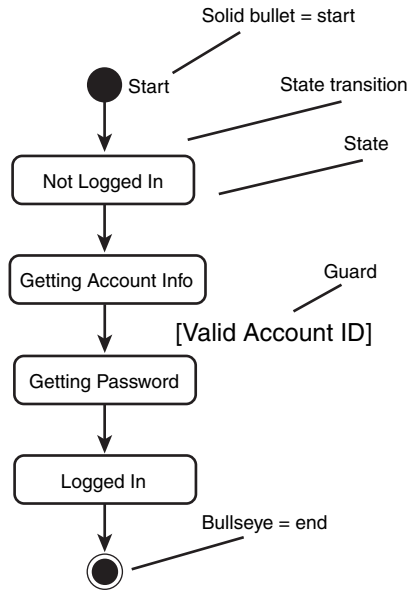 Solid bullet = start
Start
State transition
State
Not Logged In
Getting Account Info
Guard
[Valid Account ID]
Getting Password
Logged In
Bullseye = end